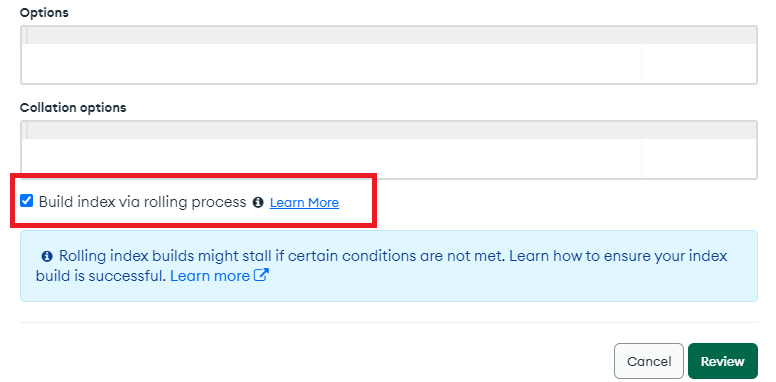 Options
Collation options
Build index via rolling process Learn More
Rolling index builds might stall if certain conditions are not met. Learn how to ensure your index
build is successful. Learn more
Cancel Review